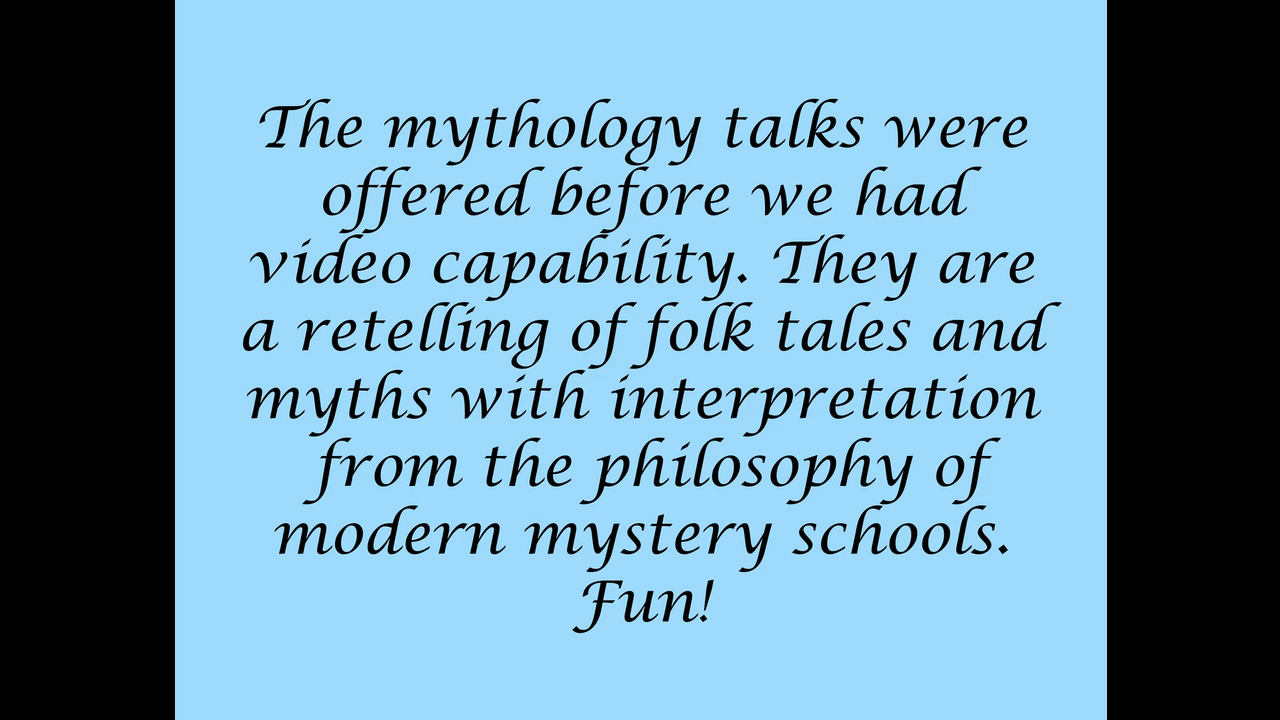 The mythology talks were
offered before we had
video capability. They are
a retelling of folk tales and
myths with interpretation
from the philosophy of
modern mystery schools.
Fun!